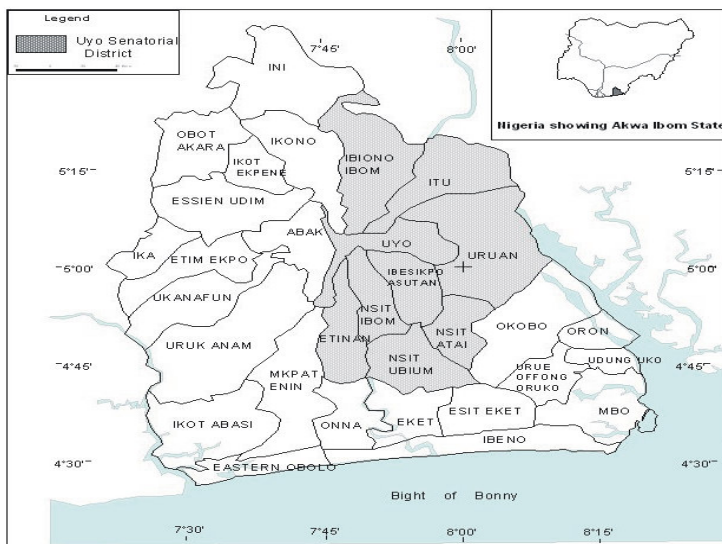 Legend
Uyo Senatorial
District
7°45'
8°00'
Nigeria showing Akwa Ibom State
INI
OBOT
AKARA
IKONO
IKOT
EKPENE
IBIONO
IBOM
ITU
5°15'
5°15'
ESSIEN UDIM
ABAK
UYO
URUAN
IKA
ETIM EKPO
5°00'
5°00'
IBESIKPO
ASUTAN
UKANAFUN
NSIT
IBOM
OKOBO
ORON
URUK ANAM
ETINAN
NSIT
ATAI
4°45'
4°45'
NSIT
UBIUM
UDUNG UKO
URUE
OFFONG
ORUKO
MKPAT
ENIN
IKOT ABASI
ONNA
EKET
ESIT EKET
MBO
IBENO
EASTERN OBOLO
4°30'
4°30'
Bight of Bonny
7°30'
7°45'
8°00'
8°15'